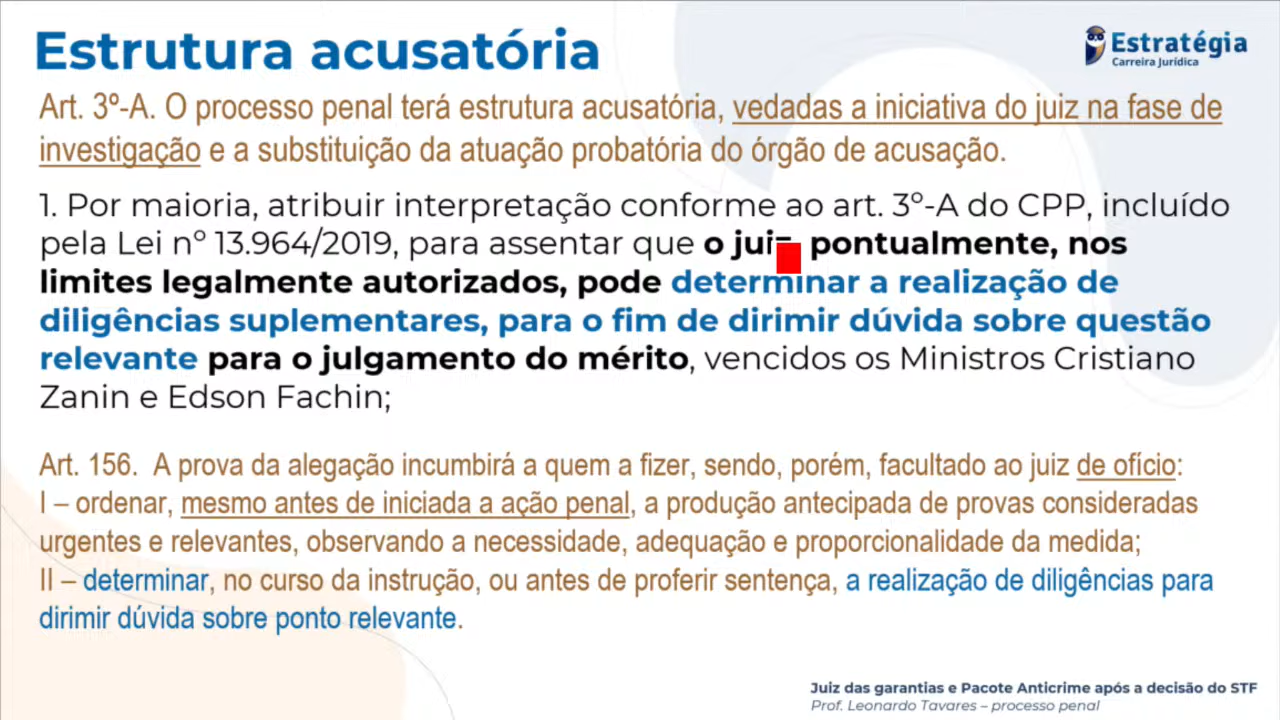 Estrutura acusatória
Estratégia
Carreira Jurídica
Art. 3º-A. O processo penal terá estrutura acusatória, vedadas a iniciativa do juiz na fase de
investigação e a substituição da atuação probatória do órgão de acusação.
1. Por maioria, atribuir interpretação conforme ao art. 3º-A do CPP, incluído
pela Lei nº 13.964/2019, para assentar que o juiz, pontualmente, nos
limites legalmente autorizados, pode determinar a realização de
diligências suplementares, para o fim de dirimir dúvida sobre questão
relevante para o julgamento do mérito, vencidos os Ministros Cristiano
Zanin e Edson Fachin;
Art. 156. A prova da alegação incumbirá a quem a fizer, sendo, porém, facultado ao juiz de ofício:
I – ordenar, mesmo antes de iniciada a ação penal, a produção antecipada de provas consideradas
urgentes e relevantes, observando a necessidade, adequação e proporcionalidade da medida;
II – determinar, no curso da instrução, ou antes de proferir sentença, a realização de diligências para
dirimir dúvida sobre ponto relevante.
Juiz das garantias e Pacote Anticrime após a decisão do STF
Prof. Leonardo Tavares – processo penal